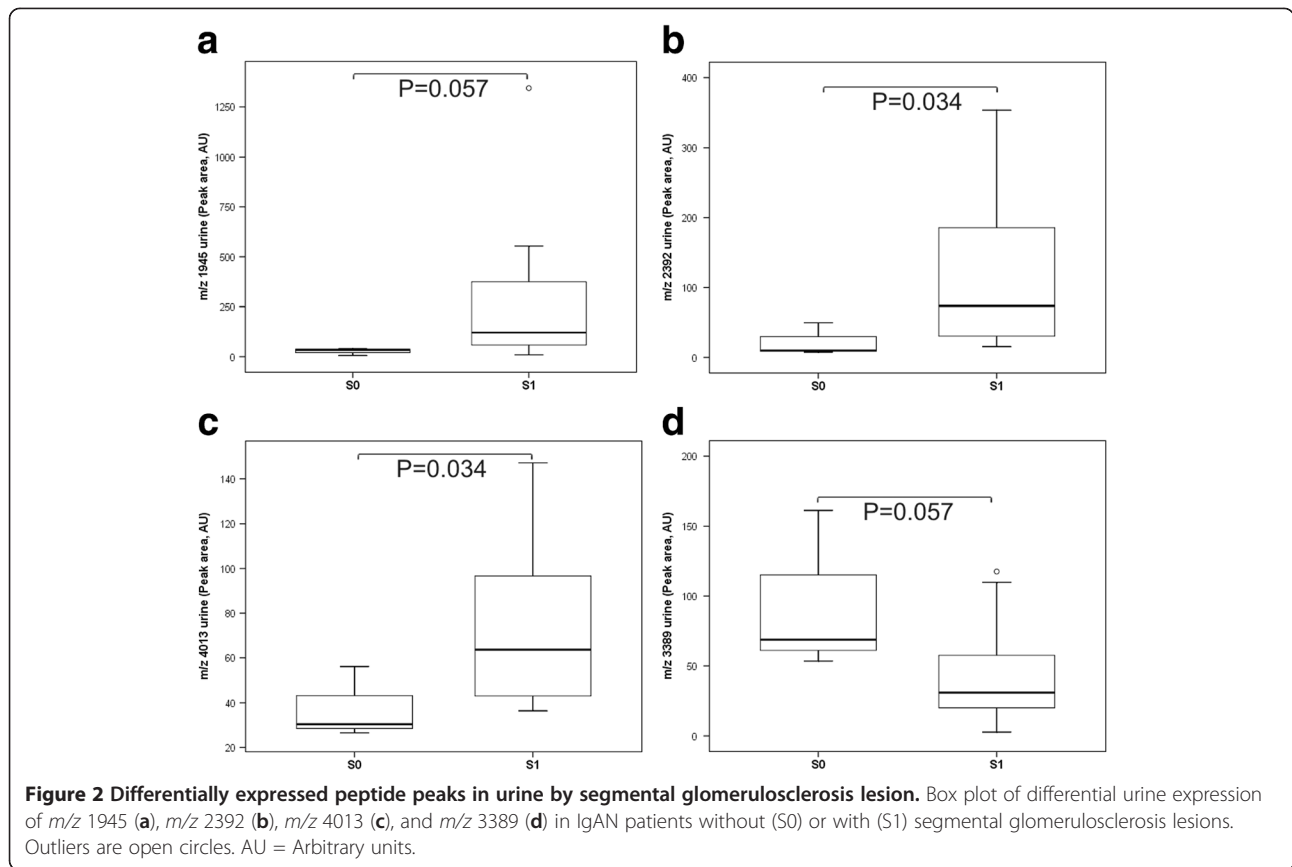 a
P=0.057
m/z 1945 urine (Peak area, AU)
1250
1000
750
500
250
0
S0
S1
b
P=0.034
m/z 2392 urine (Peak area, AU)
400
300
200
100
0
S0
S1
c
P=0.034
m/z 4013 urine (Peak area, AU)
140
120
100
80
60
40
20
S0
S1
d
P=0.057
m/z 3389 urine (Peak area, AU)
200
150
100
50
0
S0
S1
Figure 2 Differentially expressed peptide peaks in urine by segmental glomerulosclerosis lesion. Box plot of differential urine expression
of m/z 1945 (a), m/z 2392 (b), m/z 4013 (c), and m/z 3389 (d) in IgAN patients without (S0) or with (S1) segmental glomerulosclerosis lesions.
Outliers are open circles. AU = Arbitrary units.